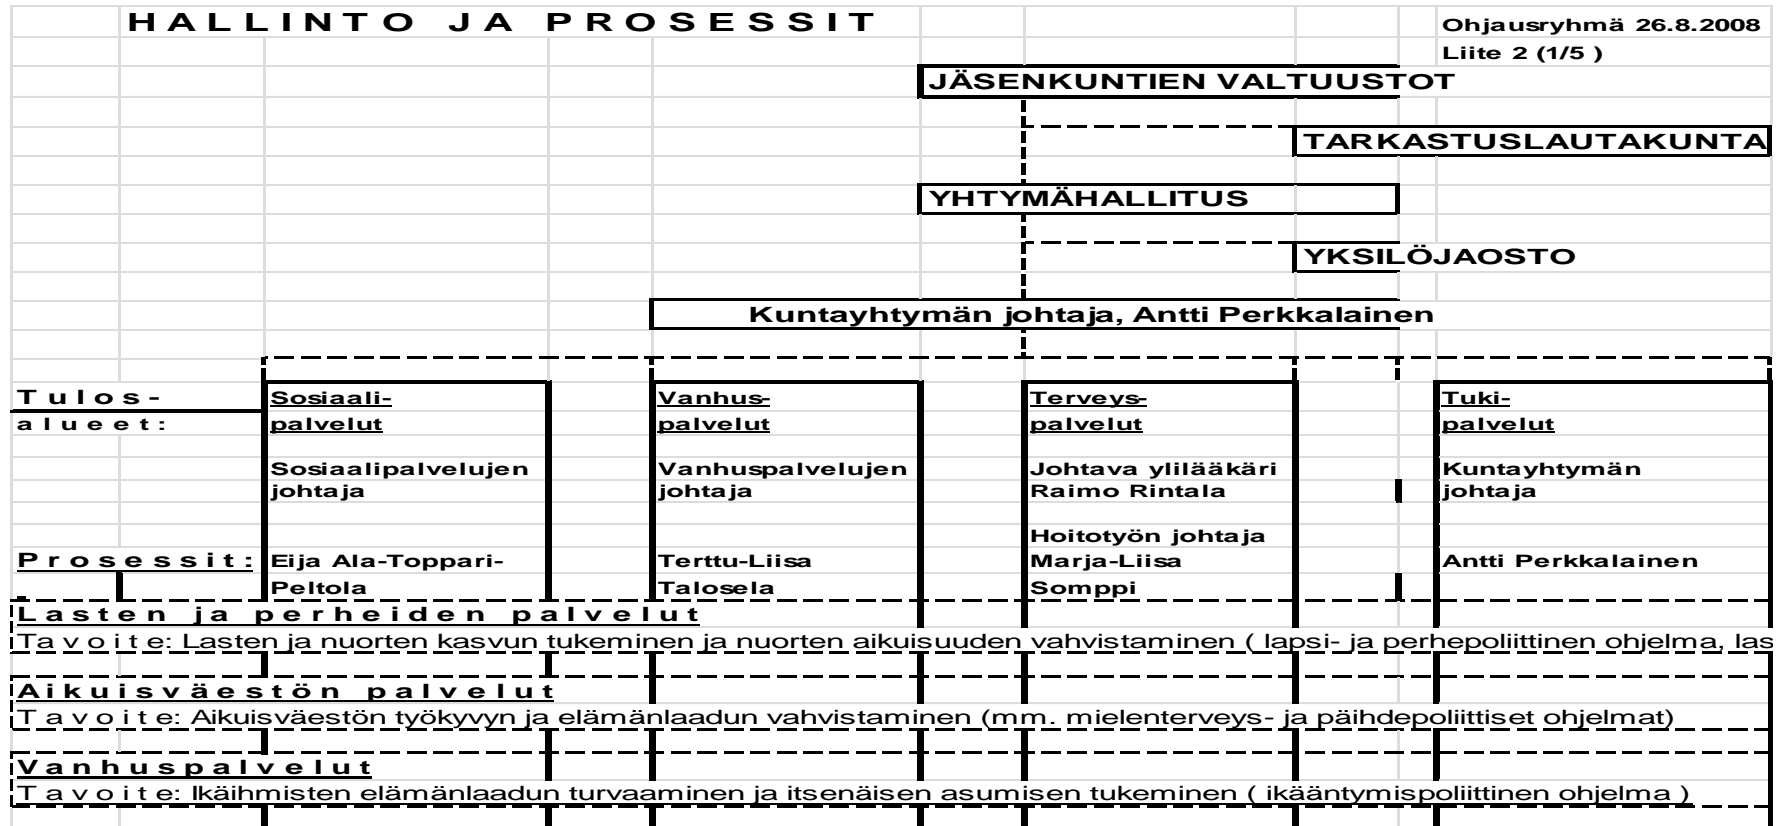 HALLINTO JA PROSESSIT
Ohjausryhmä 26.8.2008
Liite 2 (1/5 )
JÄSENKUNTIEN VALTUUSTOT
TARKASTUSLAUTAKUNTA
YHTYMÄHALLITUS
YKSILÖJAOSTO
Kuntayhtymän johtaja, Antti Perkkalainen
Tulos-
alueet:
Sosiaali-
palvelut
Sosiaalipalvelujen
johtaja
Eija Ala-Toppari-
Peltola
Vanhus-
palvelut
Vanhuspalvelujen
johtaja
Terttu-Liisa
Talosela
Terveys-
palvelut
Johtava ylilääkäri
Raimo Rintala
Hoitotyön johtaja
Marja-Liisa
Somppi
Tuki-
palvelut
Kuntayhtymän
johtaja
Antti Perkkalainen
Prosessit:
Lasten ja perheiden palvelut
Tavoite: Lasten ja nuorten kasvun tukeminen ja nuorten aikuisuuden vahvistaminen ( lapsi- ja perhepoliittinen ohjelma, las
Aikuisväestön palvelut
Tavoite: Aikuisväestön työkyvyn ja elämänlaadun vahvistaminen (mm. mielenterveys- ja päihdepoliittiset ohjelmat)
Vanhuspalvelut
Tavoite: Ikäihmisten elämänlaadun turvaaminen ja itsenäisen asumisen tukeminen ( ikääntymispoliittinen ohjelma )